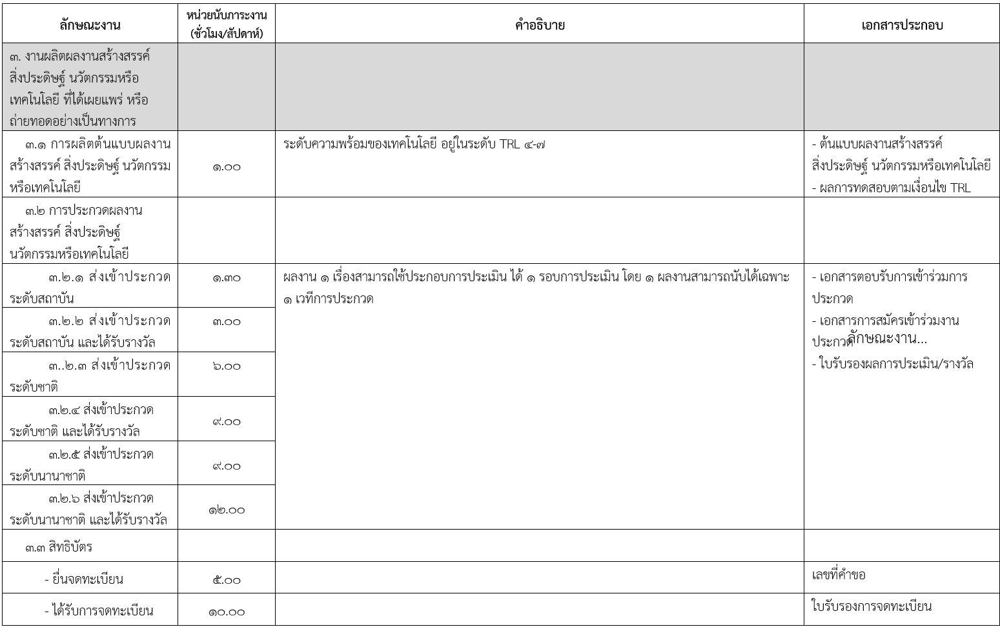 ลักษณะงาน
หน่วยนับภาระงาน
(ชั่วโมง/สัปดาห์)
คำอธิบาย
เอกสารประกอบ
๓. งานผลิตผลงานสร้างสรรค์
สิ่งประดิษฐ์ นวัตกรรมหรือ
เทคโนโลยี ที่ได้เผยแพร่ หรือ
ถ่ายทอดอย่างเป็นทางการ
๓.๑ การผลิตต้นแบบผลงาน
สร้างสรรค์ สิ่งประดิษฐ์ นวัตกรรม
หรือเทคโนโลยี
๑.๐๐
ระดับความพร้อมของเทคโนโลยี อยู่ในระดับ TRL ๔-๗
- ต้นแบบผลงานสร้างสรรค์
สิ่งประดิษฐ์ นวัตกรรมหรือเทคโนโลยี
- ผลการทดสอบตามเงื่อนไข TRL
๓.๒ การประกวดผลงาน
สร้างสรรค์ สิ่งประดิษฐ์
นวัตกรรมหรือเทคโนโลยี
๓.๒.๑ ส่งเข้าประกวด
ระดับสถาบัน
๑.๓๐
ผลงาน ๑ เรื่องสามารถใช้ประกอบการประเมิน ได้ ๑ รอบการประเมิน โดย ๑ ผลงานสามารถนับได้เฉพาะ
๑ เวทีการประกวด
- เอกสารตอบรับการเข้าร่วมการ
ประกวด
- เอกสารการสมัครเข้าร่วมงาน
ประกวด
ลักษณะงาน...
- ใบรับรองผลการประเมิน/รางวัล
๓.๒.๒ ส่งเข้าประกวด
ระดับสถาบัน และได้รับรางวัล
๓.๐๐
๓..๒.๓ ส่งเข้าประกวด
ระดับชาติ
๖.๐๐
๓.๒.๔ ส่งเข้าประกวด
ระดับชาติ และได้รับรางวัล
๙.๐๐
๓.๒.๕ ส่งเข้าประกวด
ระดับนานาชาติ
๙.๐๐
๓.๒.๖ ส่งเข้าประกวด
ระดับนานาชาติ และได้รับรางวัล
๑๒.๐๐
๓.๓ สิทธิบัตร
- ยื่นจดทะเบียน
๕.๐๐
เลขที่คำขอ
- ได้รับการจดทะเบียน
๑๐.๐๐
ใบรับรองการจดทะเบียน